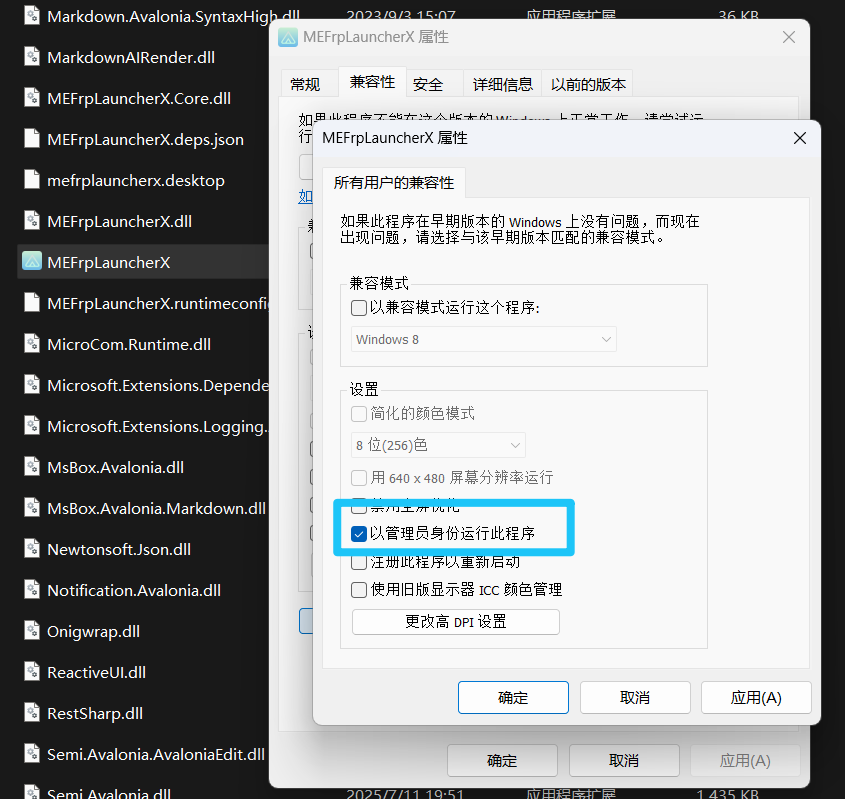 Markdown.Avalonia.SyntaxHigh.dll
2023/9/3 15:07
应用程序扩展
36 KB
MarkdownAIRender.dll
MEFrpLauncherX.Core.dll
MEFrpLauncherX.deps.json
mefrplauncherx.desktop
MEFrpLauncherX.dll
MEFrpLauncherX
MEFrpLauncherX.runtimeconfig
MicroCom.Runtime.dll
Microsoft.Extensions.Depende
Microsoft.Extensions.Logging.
MsBox.Avalonia.dll
MsBox.Avalonia.Markdown.dll
Newtonsoft.Json.dll
Notification.Avalonia.dll
Onigwrap.dll
ReactiveUI.dll
RestSharp.dll
Semi.Avalonia.AvaloniaEdit.dll
Semi.Avalonia.dll
2025/7/11 19:51
应用程序扩展
1,435 KB
MEFrpLauncherX 属性
常规 兼容性 安全 详细信息 以前的版本
如果此程序不能在这个版本的 Windows 上正常工作，请尝试运
行
如
MEFrpLauncherX 属性
所有用户的兼容性
如果此程序在早期版本的 Windows 上没有问题，而现在
出现问题，请选择与该早期版本匹配的兼容模式。
兼容模式
以兼容模式运行这个程序:
Windows 8
设置
简化的颜色模式
8 位(256)色
用 640 x 480 屏幕分辨率运行
禁用全屏优化
以管理员身份运行此程序
注册此程序以重新启动
使用旧版显示器 ICC 颜色管理
更改高 DPI 设置
确定 取消 应用(A)
确定 取消 应用(A)